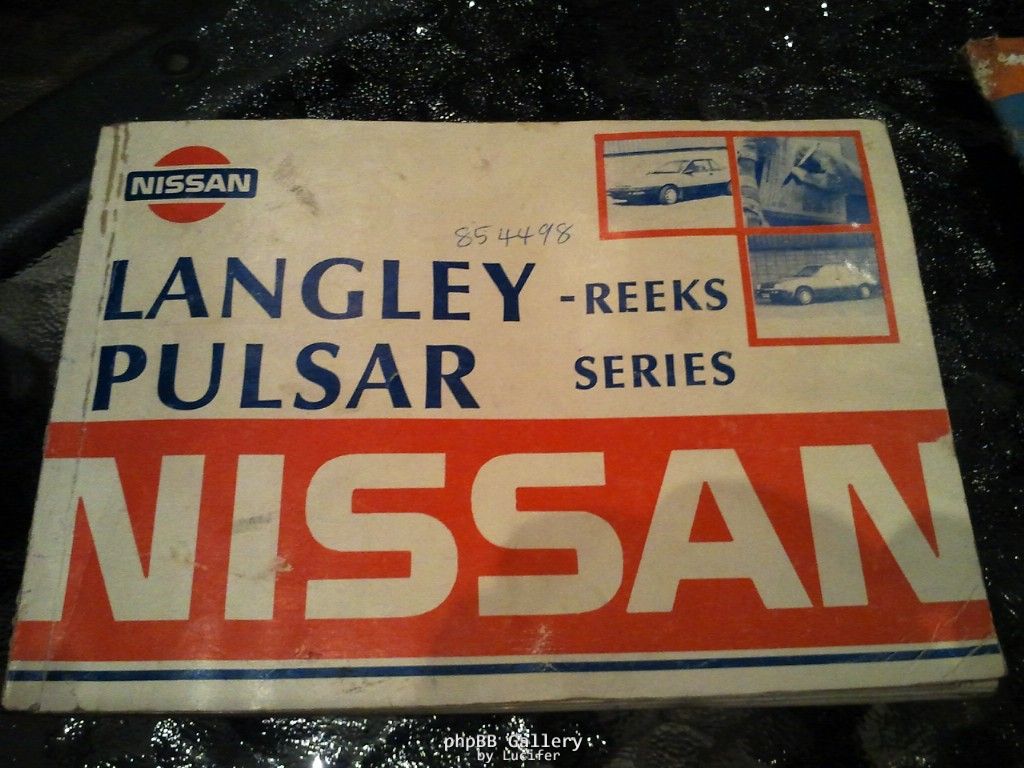 NISSAN
854498
LANGLEY -REEKS
PULSAR SERIES
NISSAN
phpBB Gallery
by Lucifer